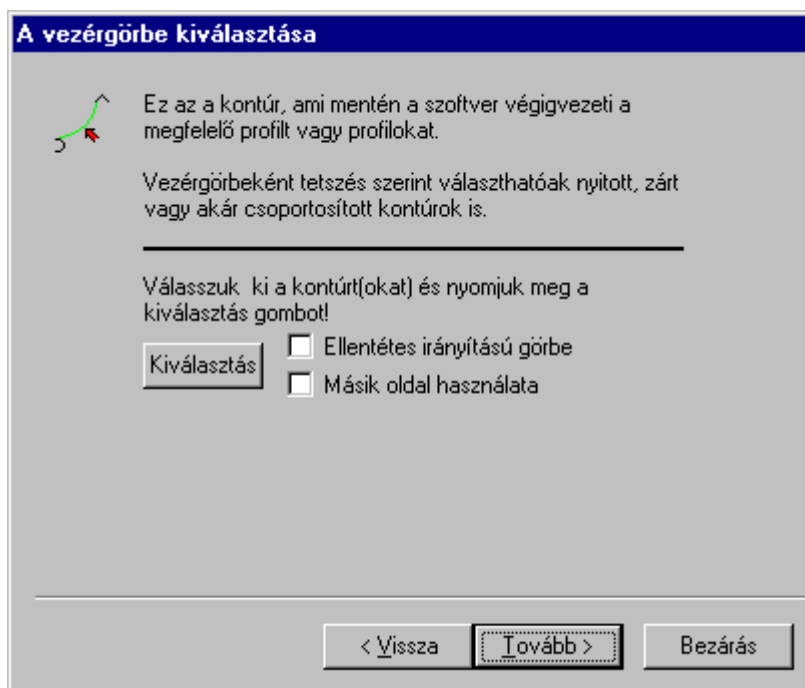 A vezérgörbe kiválasztása
Ez az a kontúr, ami mentén a szoftver végigvezeti a
megfelelő profilt vagy profilokat.
Vezérgörbeként tetszés szerint választhatóak nyitott, zárt
vagy akár csoportosított kontúrok is.
Válasszuk  ki a kontúrt(okat) és nyomjuk meg a
kiválasztás gombot!
Kiválasztás
Ellentétes irányítású görbe
Másik oldal használata
< Vissza
Tovább >
Bezárás